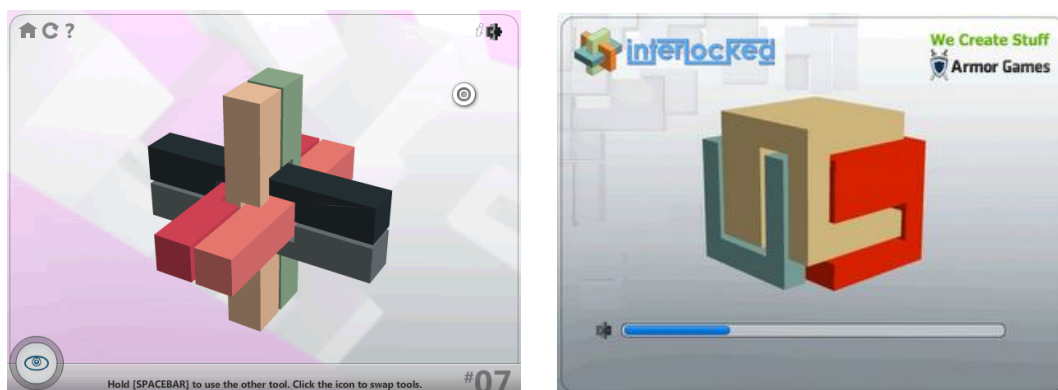 ?
Hold [SPACEBAR] to use the other tool. Click the icon to swap tools.
#07
interlocked
We Create Stuff
Armor Games